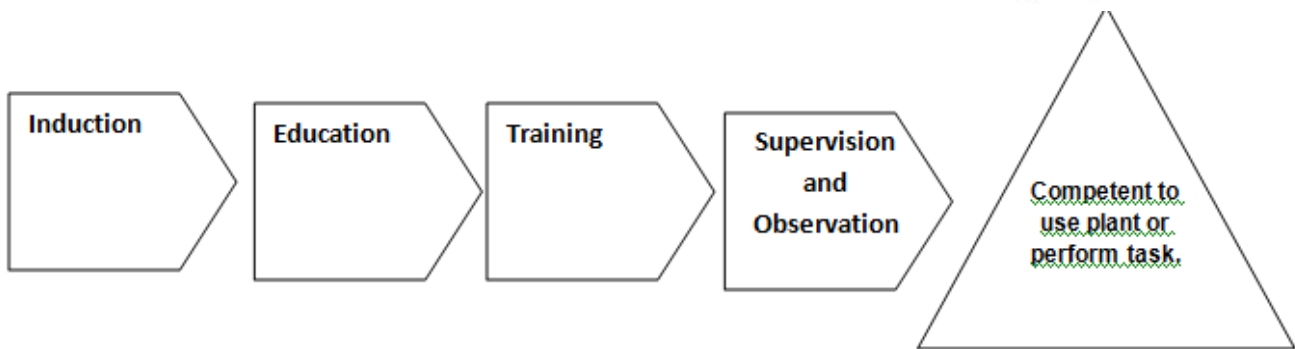 Induction
Education
Training
Supervision
and
Observation
Competent to
use plant or
perform task.